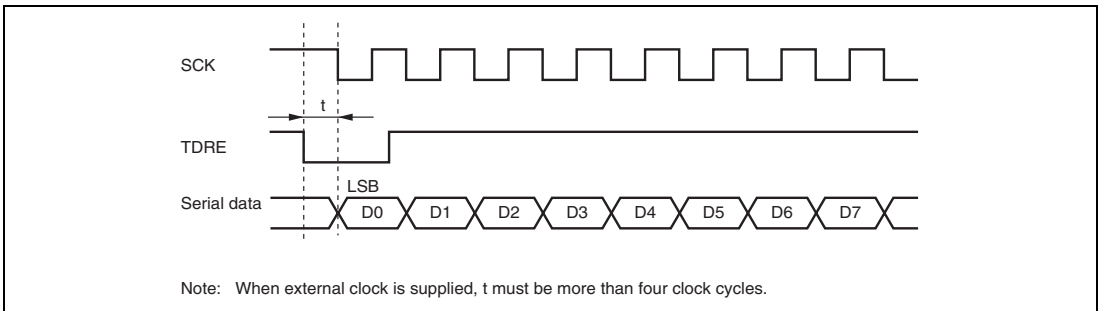 SCK
t
TDRE
LSB
Serial data
D0 D1 D2 D3 D4 D5 D6 D7
Note: When external clock is supplied, t must be more than four clock cycles.